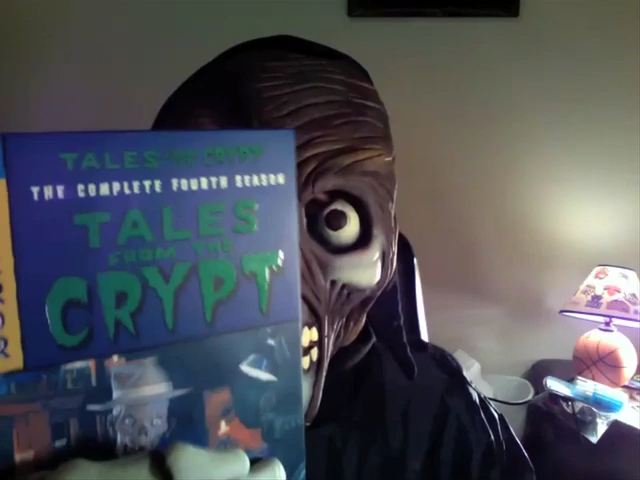 TALES FROM THE CRYPT
THE COMPLETE FOURTH SEASON
TALES
FROM THE
CRYPT